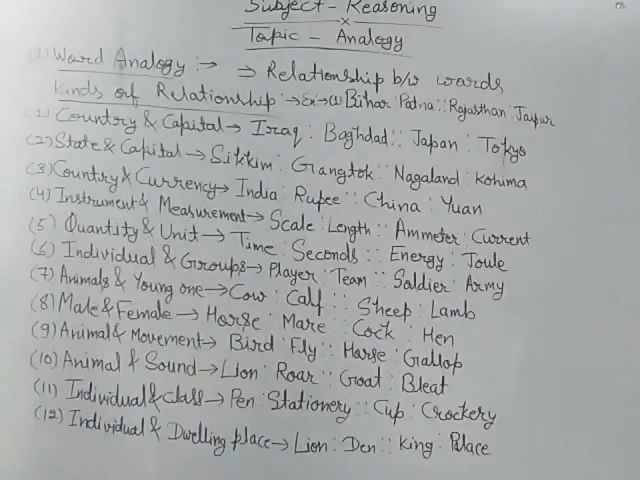 Subject - Reasoning
x
Topic - Analogy
(1) Word Analogy :→ ⇒ Relationship b/w words
Kinds of Relationship :→ Ex → (1) Bihar : Patna :: Rajasthan : Jaipur
(1) Country & Capital → Iraq : Baghdad :: Japan : Tokyo
(2) State & Capital → Sikkim : Gangtok :: Nagaland : Kohima
(3) Country & Currency → India : Rupee :: China : Yuan
(4) Instrument & Measurement → Scale : Length :: Ammeter : Current
(5) Quantity & Unit → Time : Seconds :: Energy : Joule
(6) Individual & Groups → Player : Team :: Soldier : Army
(7) Animals & Young one → Cow : Calf :: Sheep : Lamb
(8) Male & Female → Horse : Mare :: Cock : Hen
(9) Animal & Movement → Bird : Fly :: Horse : Gallop
(10) Animal & Sound → Lion : Roar :: Goat : Bleat
(11) Individual & class → Pen : Stationery :: Cup : Crockery
(12) Individual & Dwelling place → Lion : Den :: King : Palace